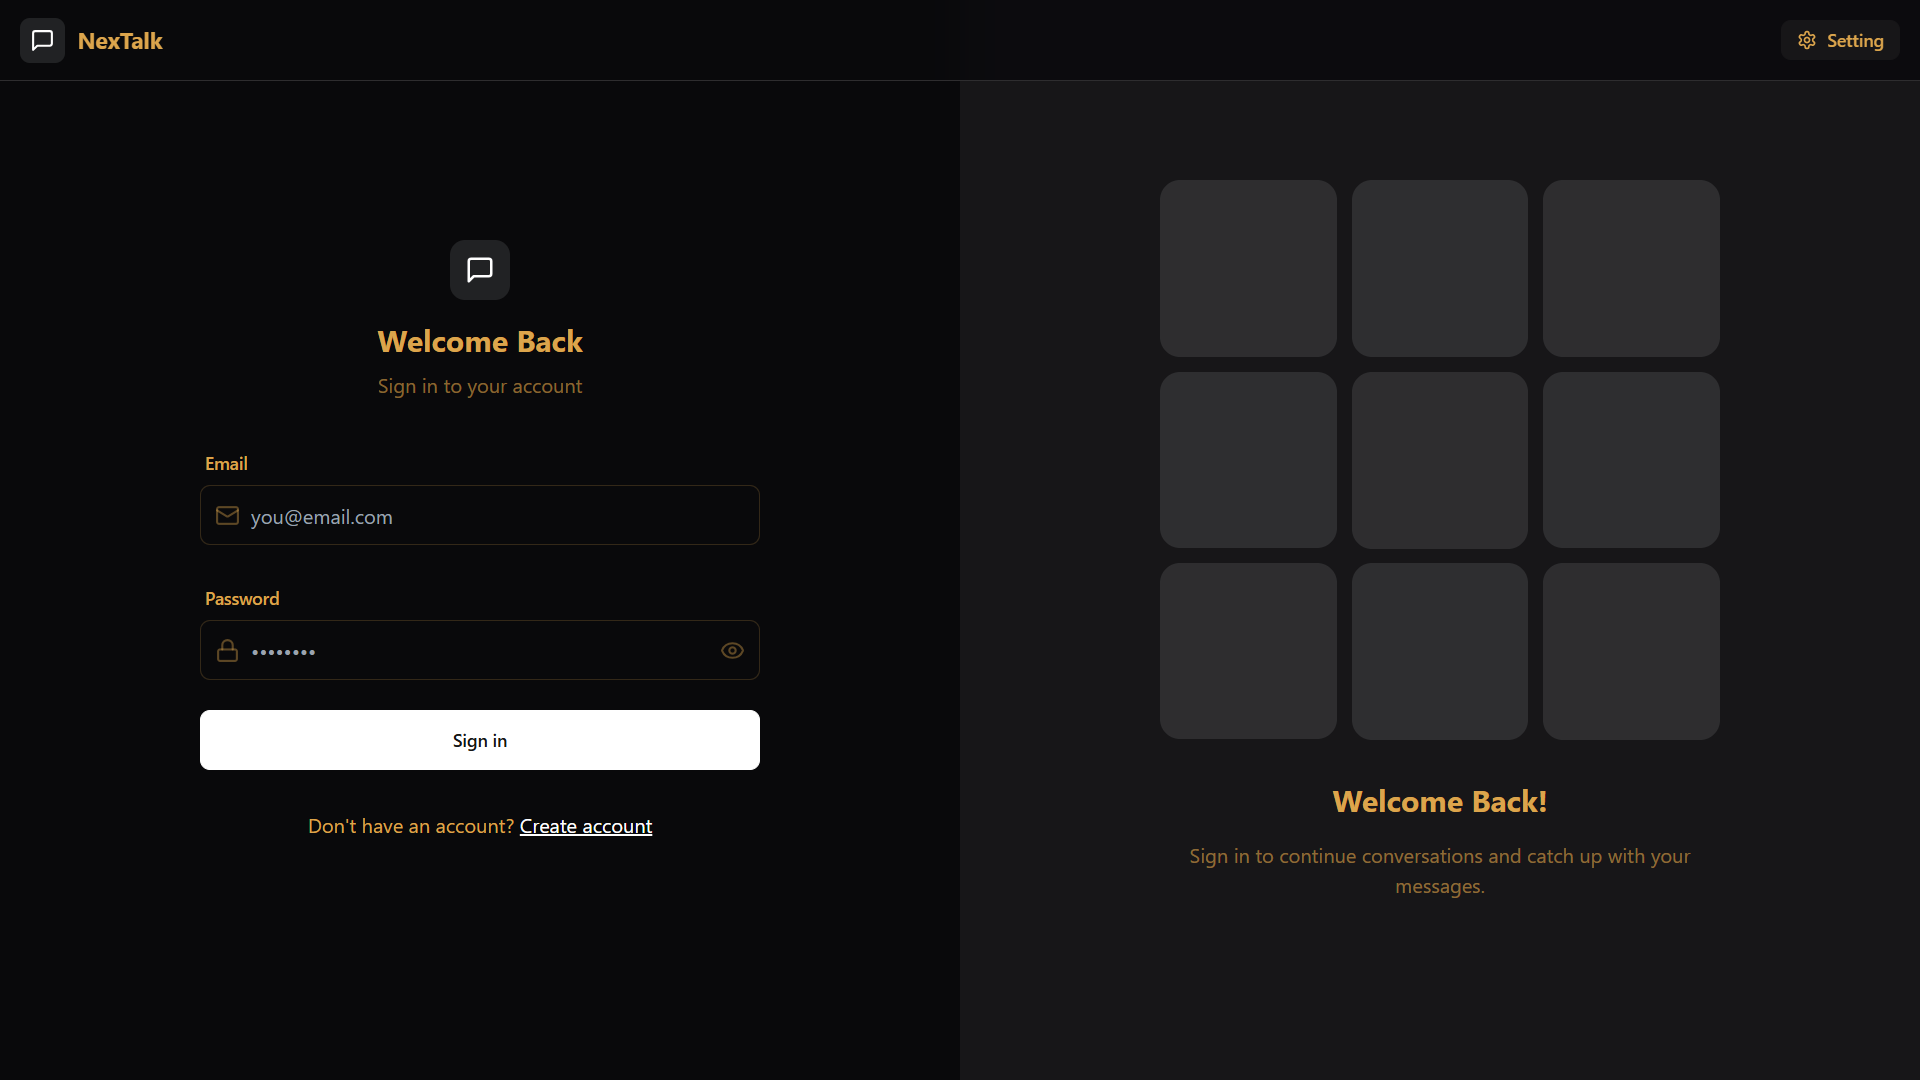 NexTalk
Setting
Welcome Back
Sign in to your account
Email
you@email.com
Password
••••••••
Sign in
Don't have an account? Create account
Welcome Back!
Sign in to continue conversations and catch up with your
messages.